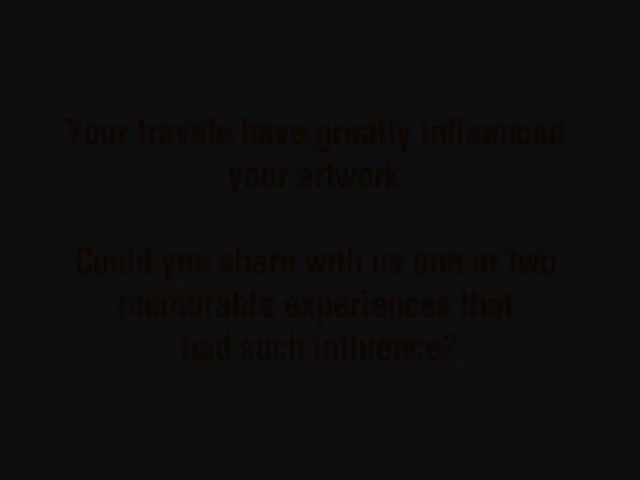 Your travels have greatly influenced
your artwork
Could you share with us one or two
memorable experiences that
had such influence?